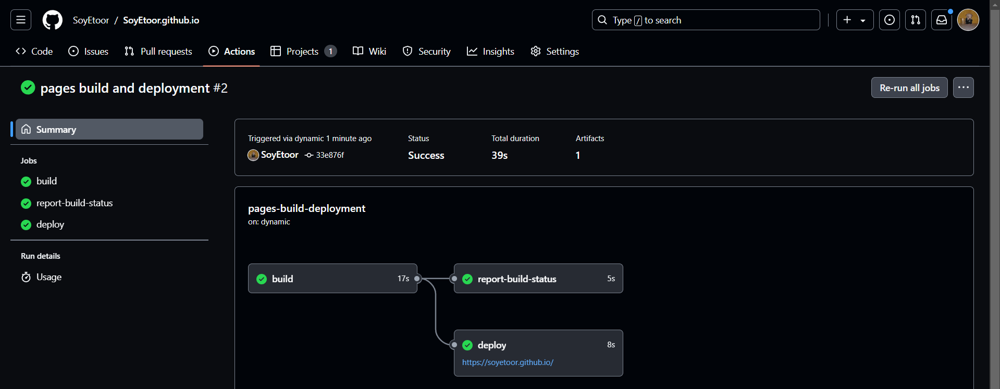 SoyEtoor / SoyEtoor.github.io
Type / to search
Code
Issues
Pull requests
Actions
Projects 1
Wiki
Security
Insights
Settings
pages build and deployment #2
Re-run all jobs
Summary
Jobs
build
report-build-status
deploy
Run details
Usage
Triggered via dynamic 1 minute ago
SoyEtoor 33e876f
Status
Success
Total duration
39s
Artifacts
1
pages-build-deployment
on: dynamic
build 17s
report-build-status 5s
deploy 8s
https://soyetoor.github.io/